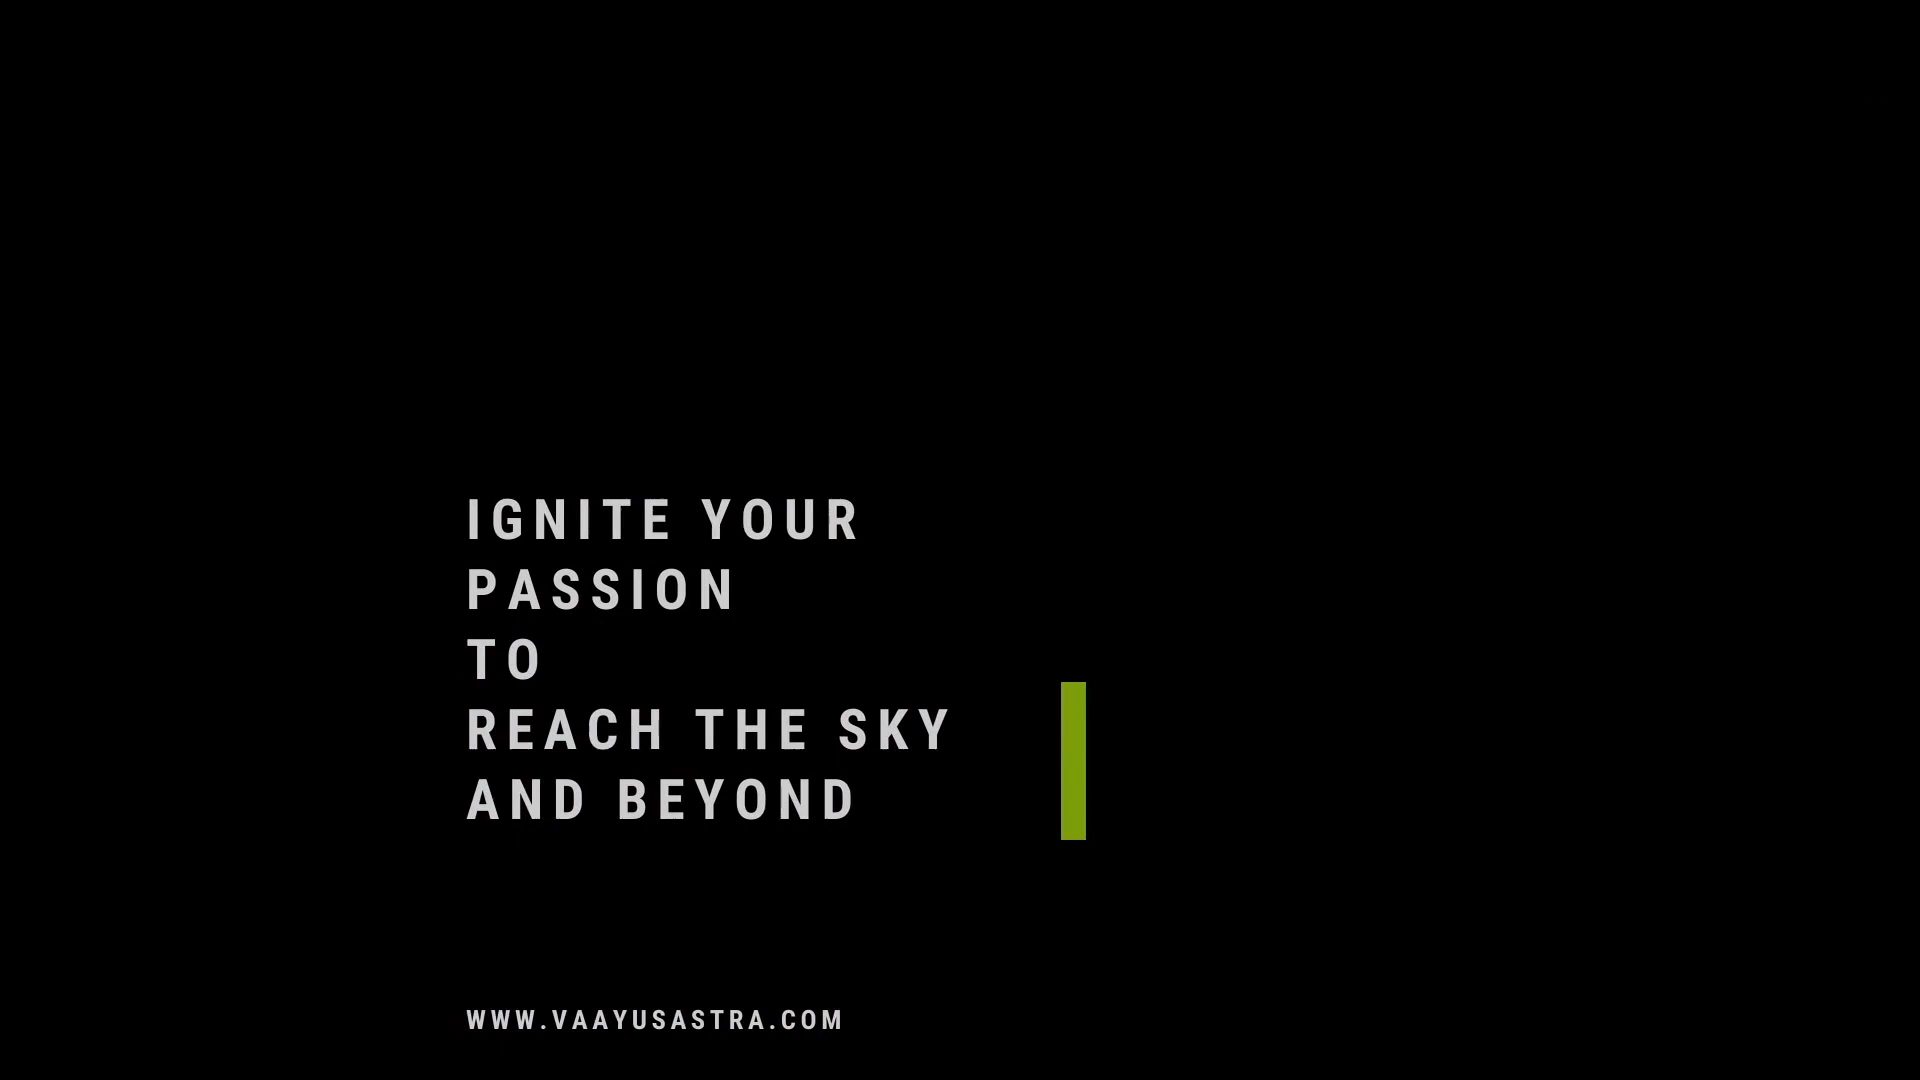 IGNITE YOUR
PASSION
TO
REACH THE SKY
AND BEYOND
WWW.VAAYUSASTRA.COM